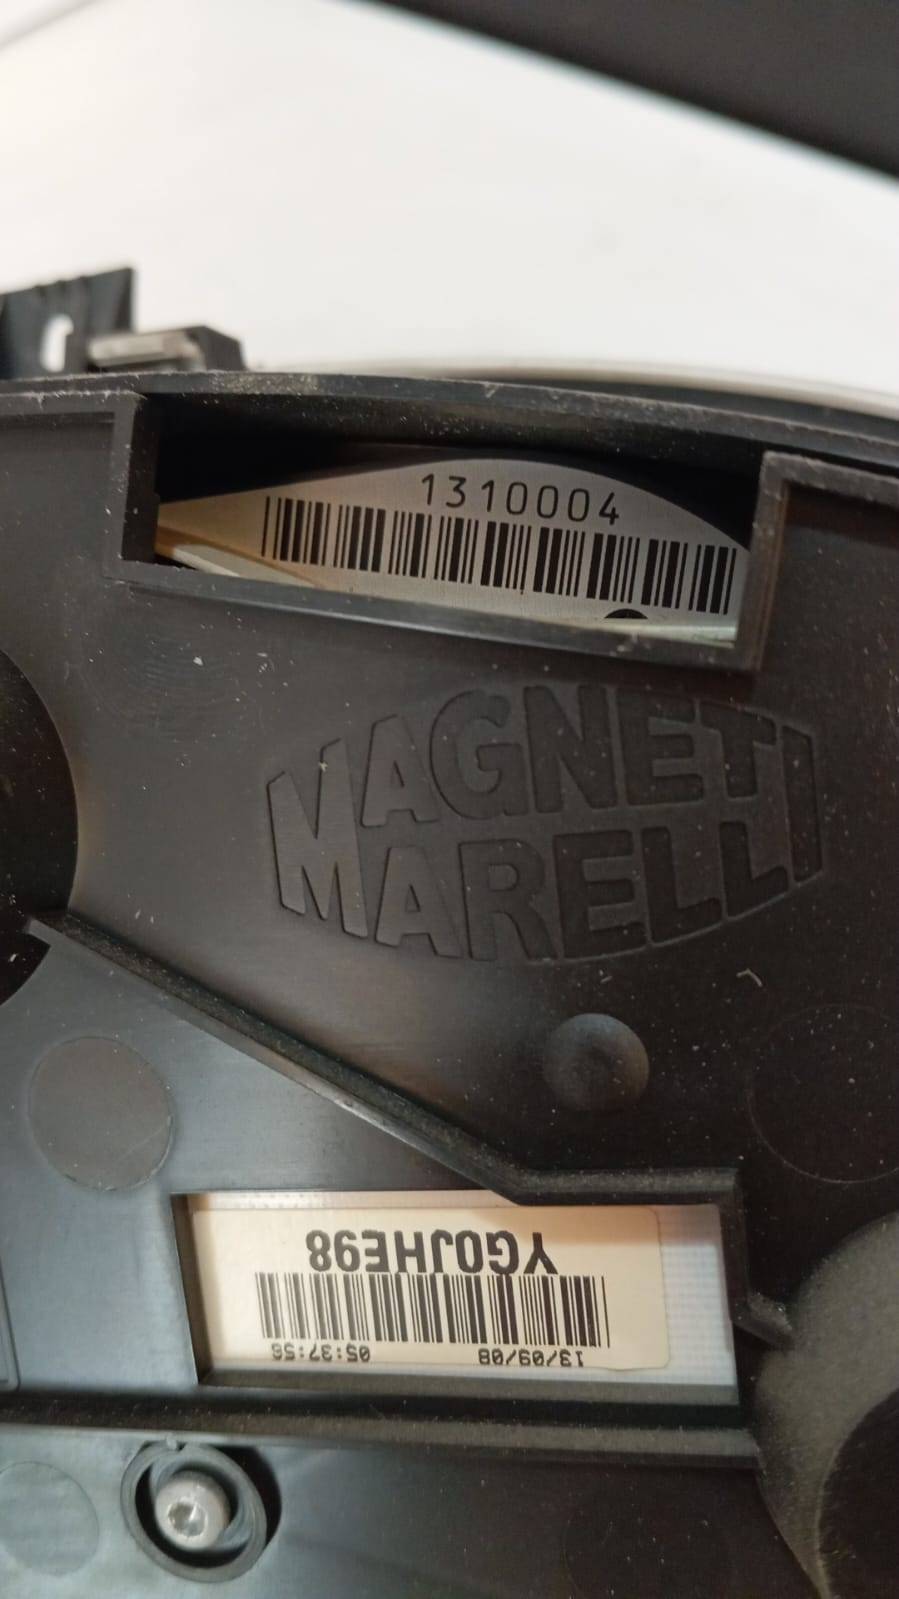 1310004
MAGNETI
MARELLI
YG0JHE98
13/09/08 05:37:56